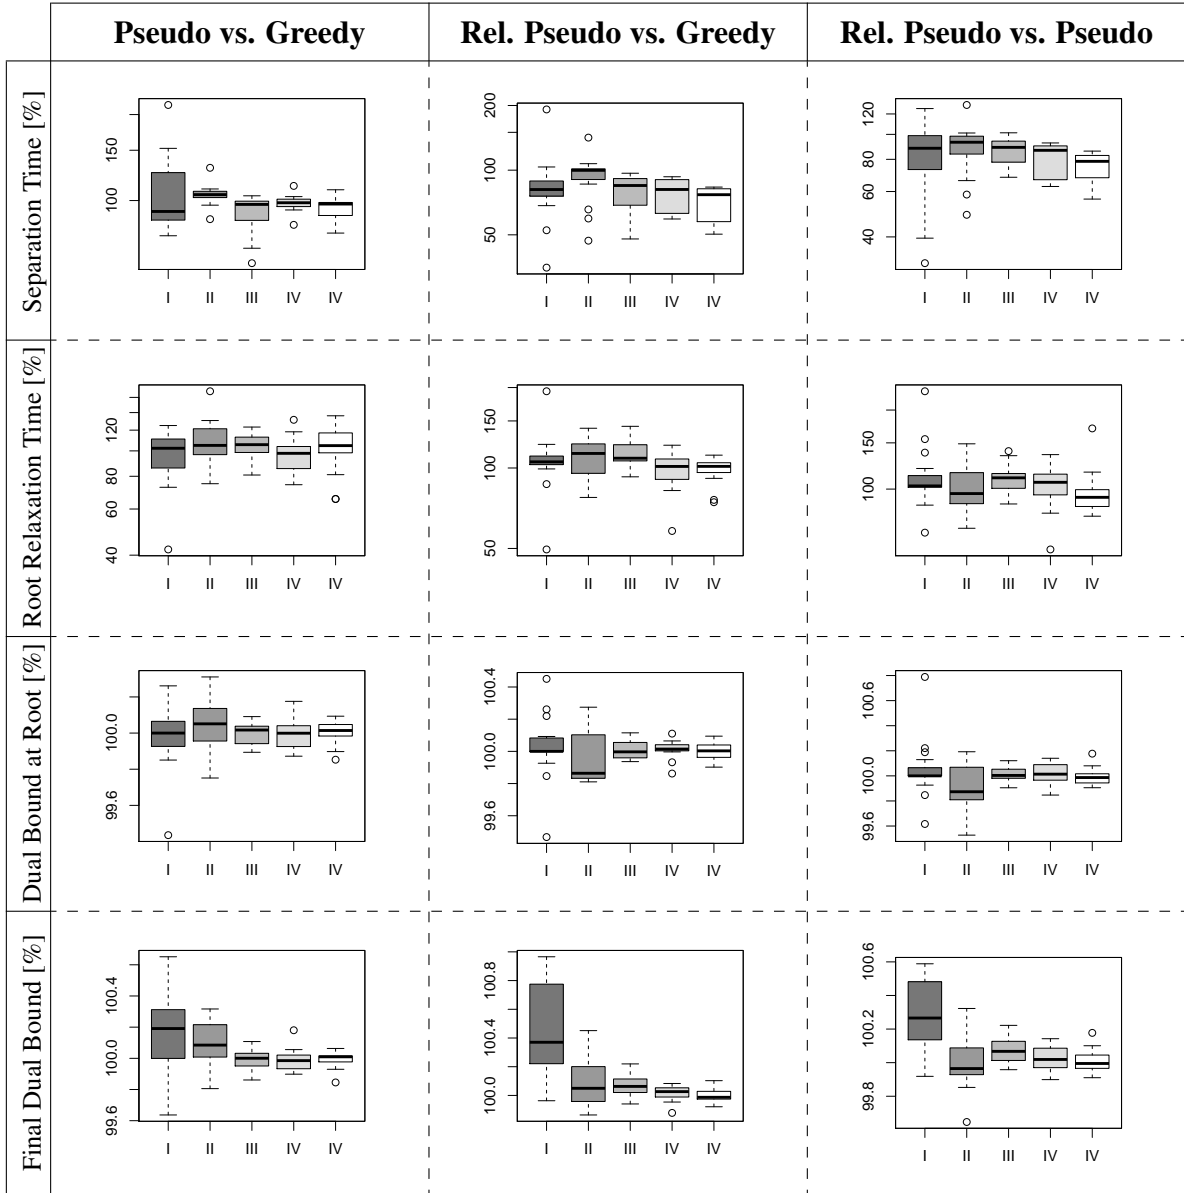 Pseudo vs. Greedy
Rel. Pseudo vs. Greedy
Rel. Pseudo vs. Pseudo
Separation Time [%]
100 150
I II III IV IV
50 100 200
I II III IV IV
40 60 80 120
I II III IV IV
Root Relaxation Time [%]
40 60 80 120
I II III IV IV
50 100 150
I II III IV IV
100 150
I II III IV IV
Dual Bound at Root [%]
99.6 100.0
I II III IV IV
99.6 100.0 100.4
I II III IV IV
99.6 100.0 100.6
I II III IV IV
Final Dual Bound [%]
99.6 100.0 100.4
I II III IV IV
100.0 100.4 100.8
I II III IV IV
99.8 100.2 100.6
I II III IV IV